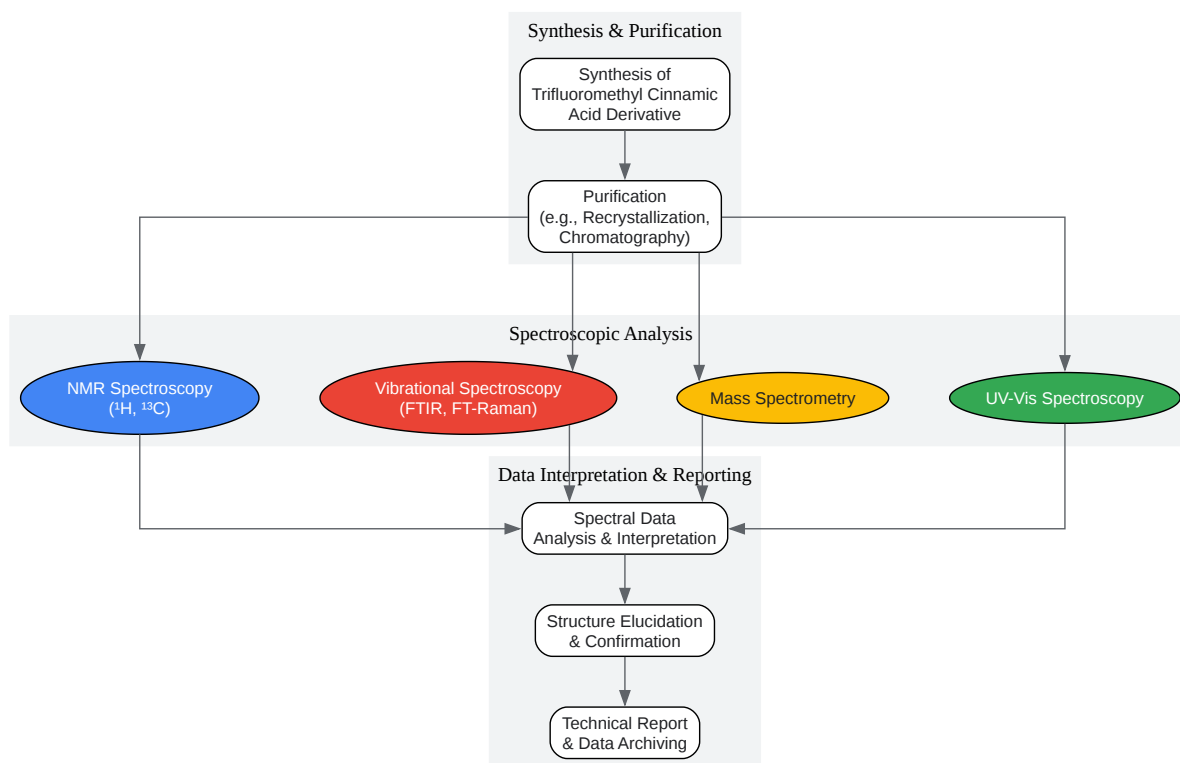 Synthesis & Purification
Synthesis of
Trifluoromethyl Cinnamic
Acid Derivative
Purification
(e.g., Recrystallization,
Chromatography)
Spectroscopic Analysis
NMR Spectroscopy
(¹H, ¹³C)
Vibrational Spectroscopy
(FTIR, FT-Raman)
Mass Spectrometry
UV-Vis Spectroscopy
Data Interpretation & Reporting
Spectral Data
Analysis & Interpretation
Structure Elucidation
& Confirmation
Technical Report
& Data Archiving